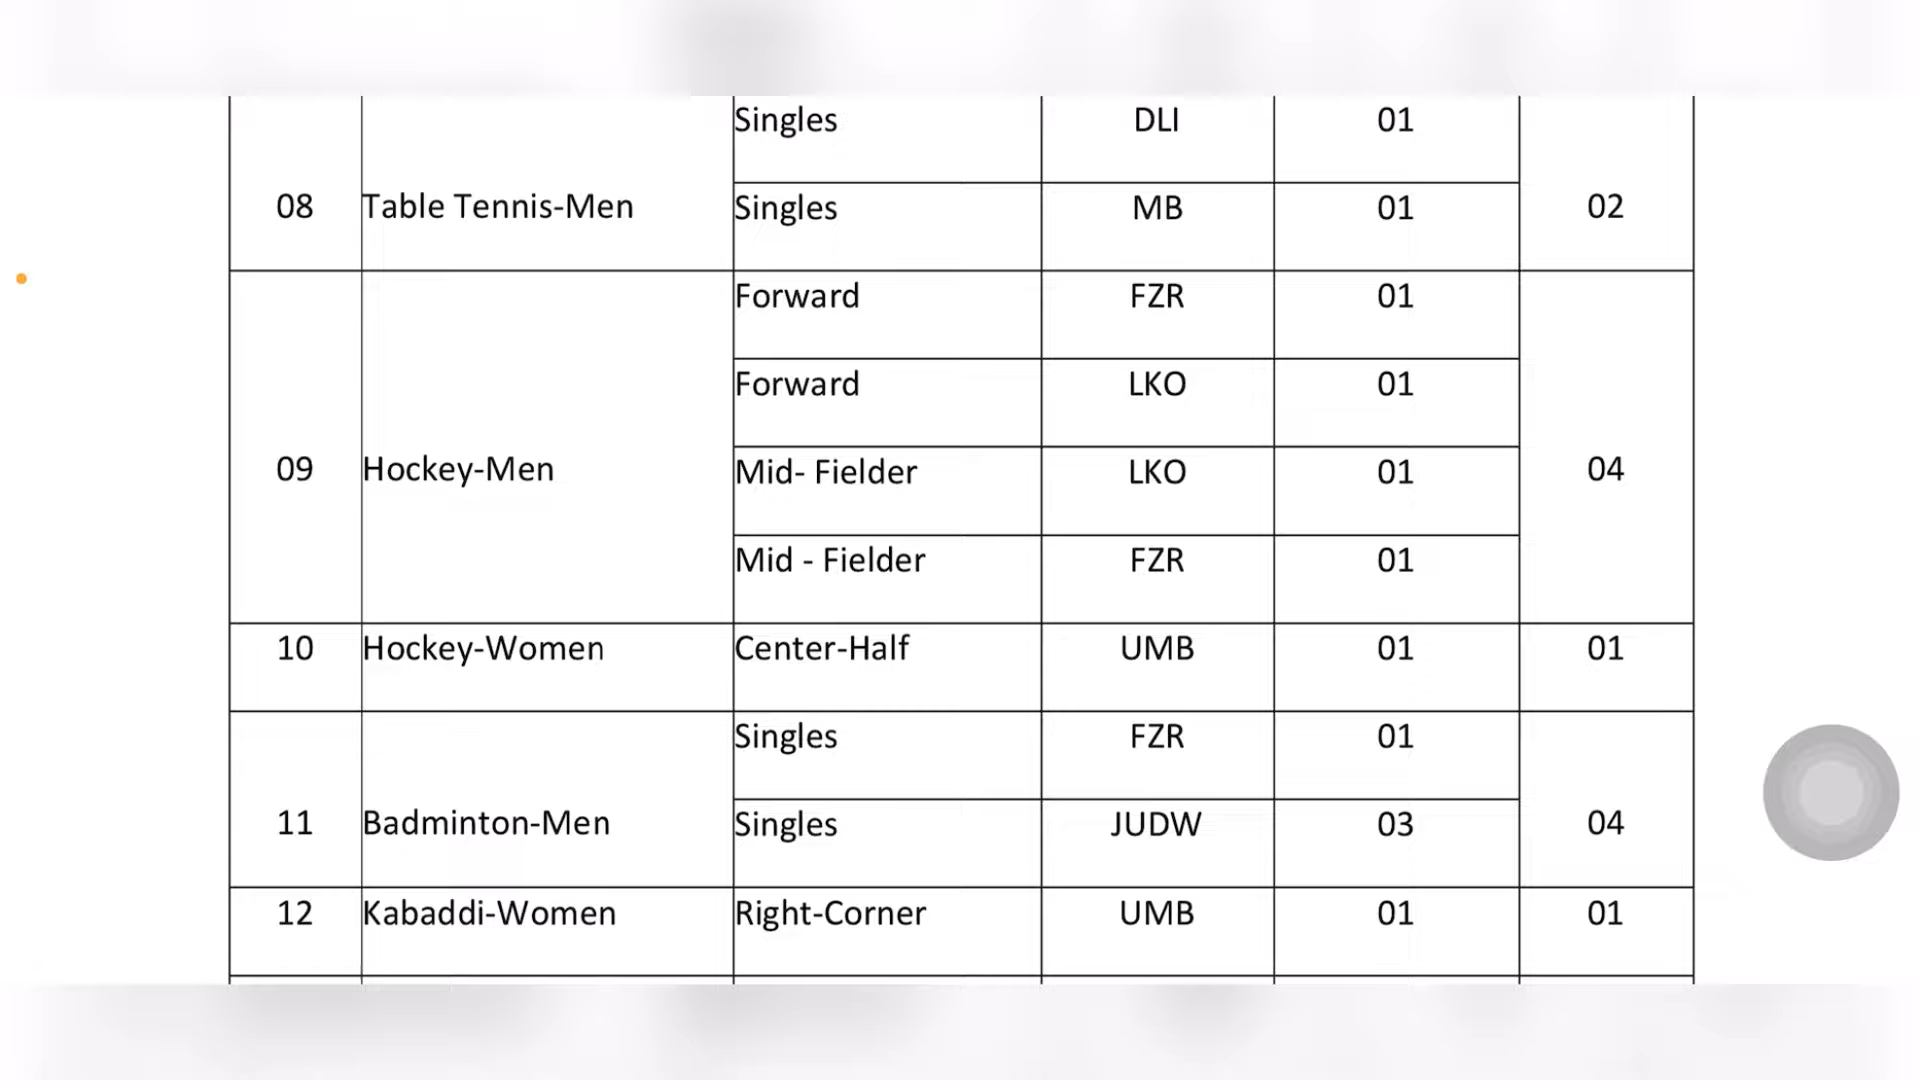 Singles DLI 01
08 Table Tennis-Men Singles MB 01 02
Forward FZR 01
Forward LKO 01
09 Hockey-Men Mid- Fielder LKO 01 04
Mid - Fielder FZR 01
10 Hockey-Women Center-Half UMB 01 01
Singles FZR 01
11 Badminton-Men Singles JUDW 03 04
12 Kabaddi-Women Right-Corner UMB 01 01